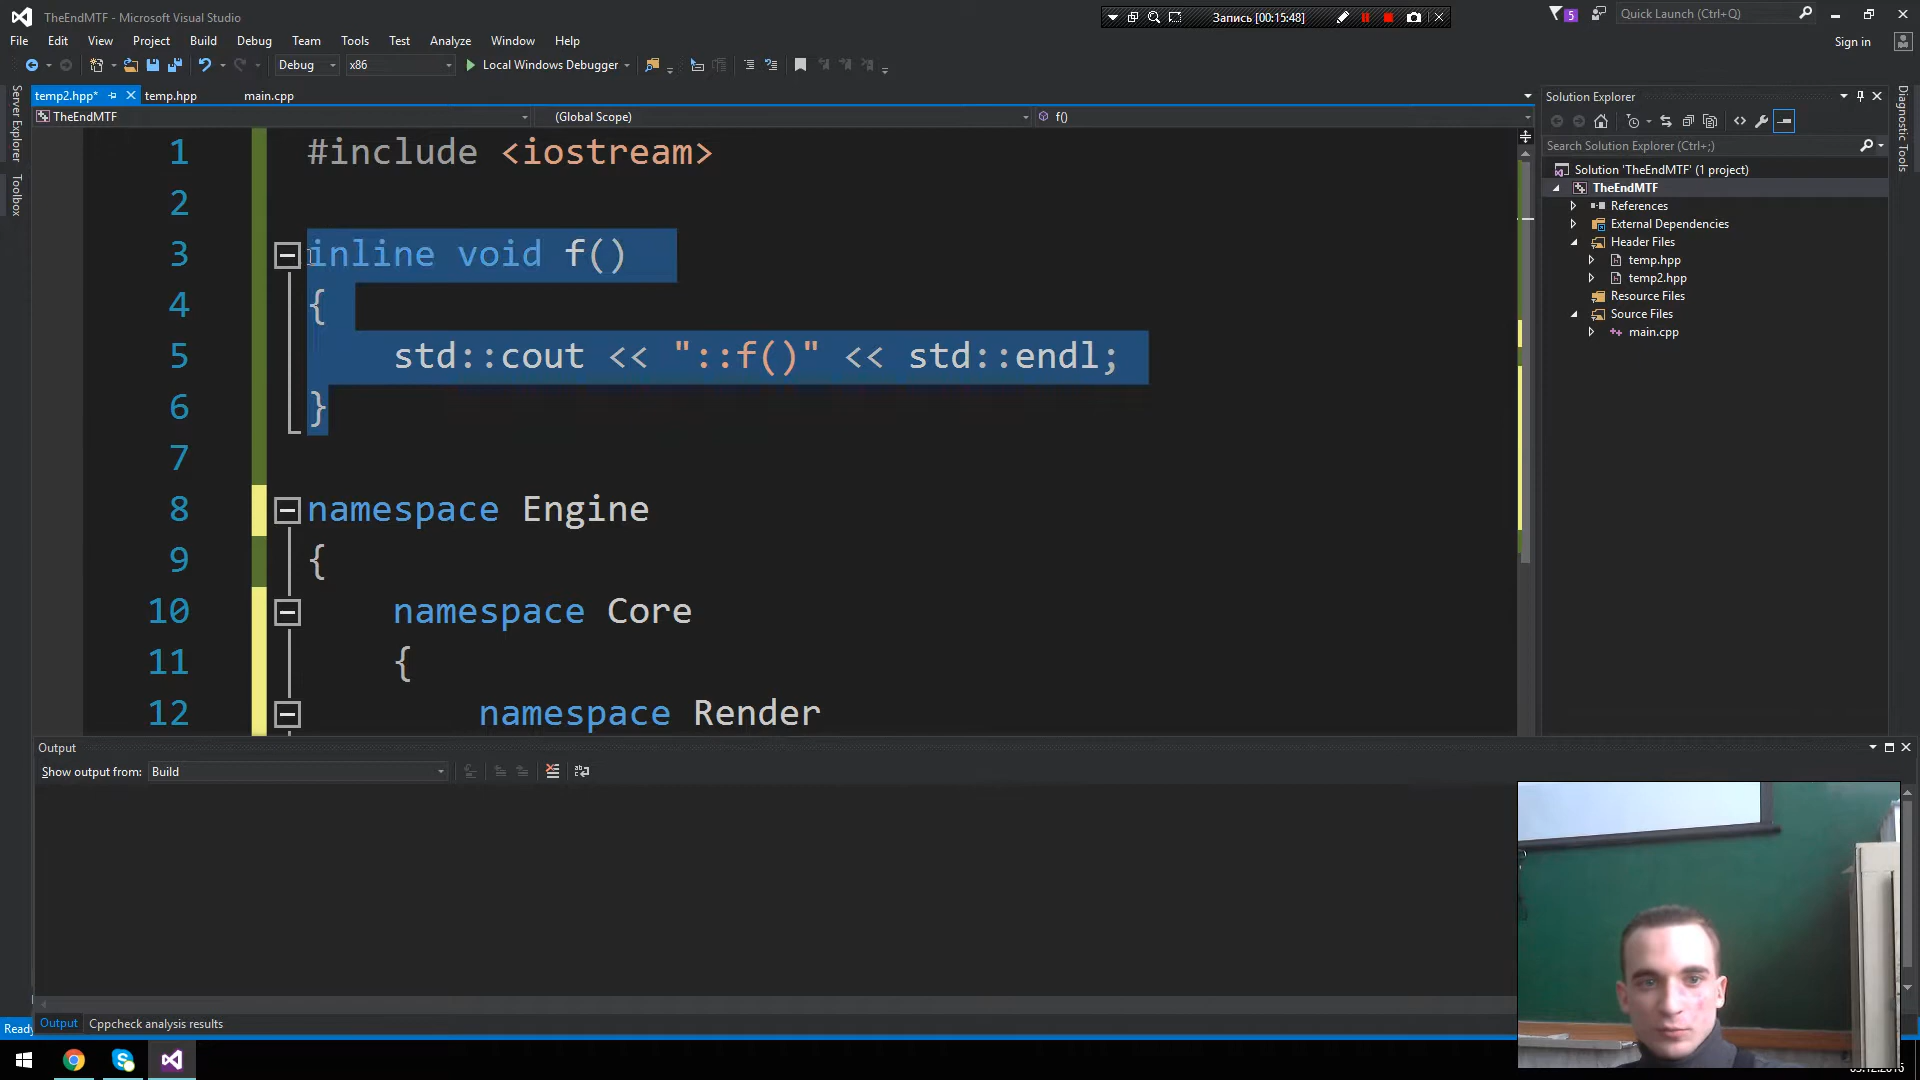 TheEndMTF - Microsoft Visual Studio
Запись [00:15:48]
5
Quick Launch (Ctrl+Q)
File Edit View Project Build Debug Team Tools Test Analyze Window Help
Sign in
Debug x86 Local Windows Debugger
temp2.hpp* temp.hpp main.cpp
TheEndMTF (Global Scope) f()
Server Explorer
Toolbox
1 #include <iostream>
2
3 inline void f()
4 {
5 std::cout << "::f()" << std::endl;
6 }
7
8 namespace Engine
9 {
10 namespace Core
11 {
12 namespace Render
Solution Explorer
Search Solution Explorer (Ctrl+;)
Solution 'TheEndMTF' (1 project)
TheEndMTF
References
External Dependencies
Header Files
temp.hpp
temp2.hpp
Resource Files
Source Files
main.cpp
Diagnostic Tools
Output
Show output from: Build
Output Cppcheck analysis results
Ready